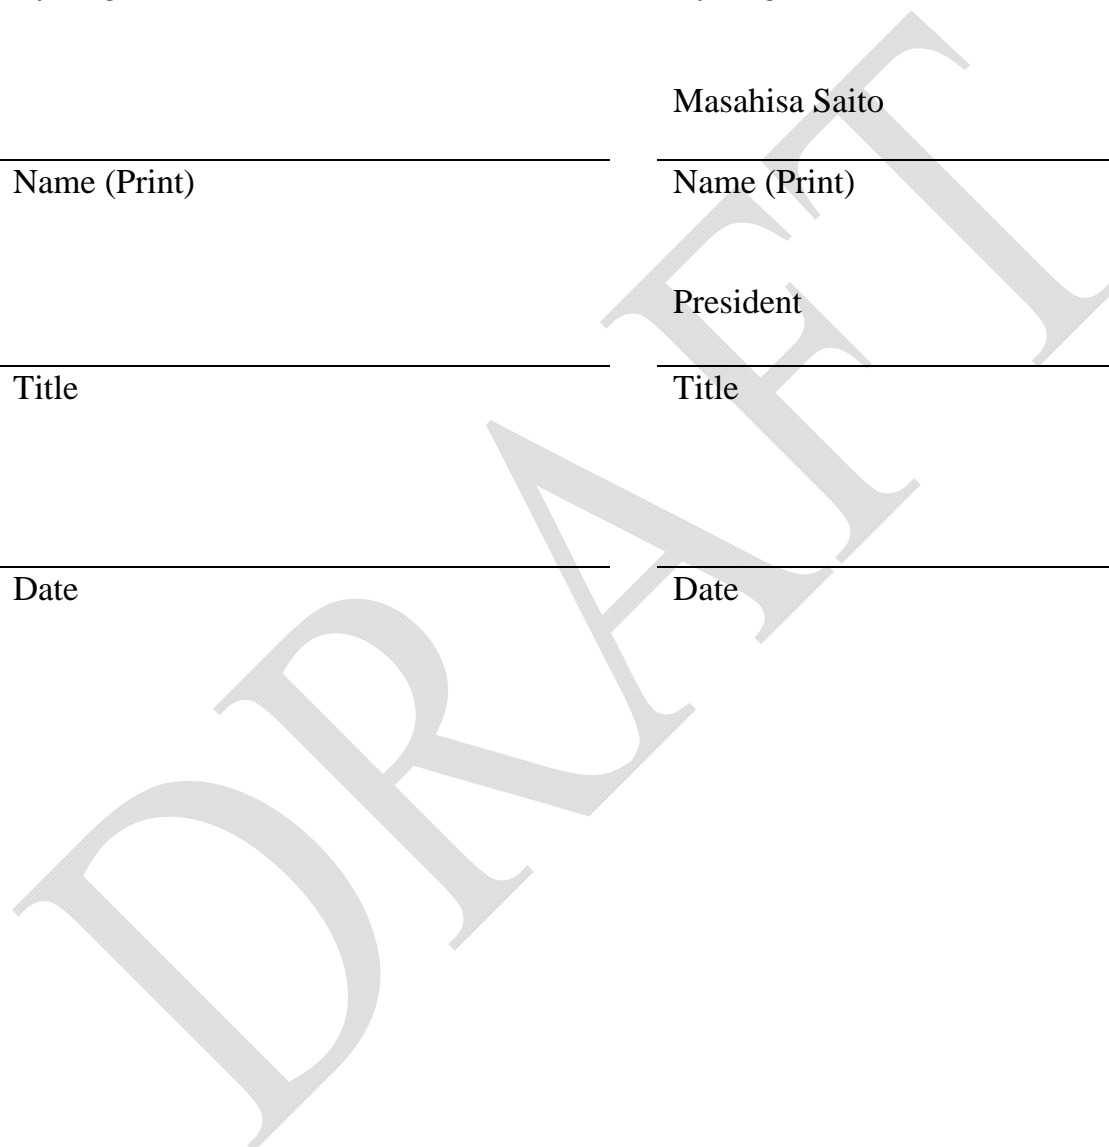 Masahisa Saito
Name (Print) Name (Print)
President
Title Title
Date Date
DRAFT